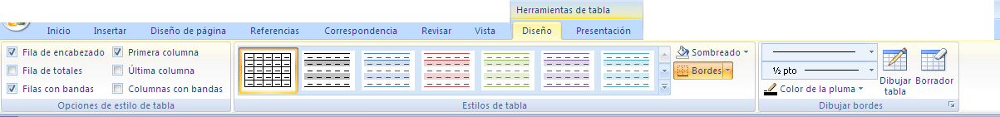 Herramientas de tabla
Inicio Insertar Diseño de página Referencias Correspondencia Revisar Vista Diseño Presentación
Fila de encabezado Primera columna
Fila de totales Última columna
Filas con bandas Columnas con bandas
Opciones de estilo de tabla
Sombreado
Bordes
Estilos de tabla
½ pto
Color de la pluma
Dibujar tabla
Borrador
Dibujar bordes